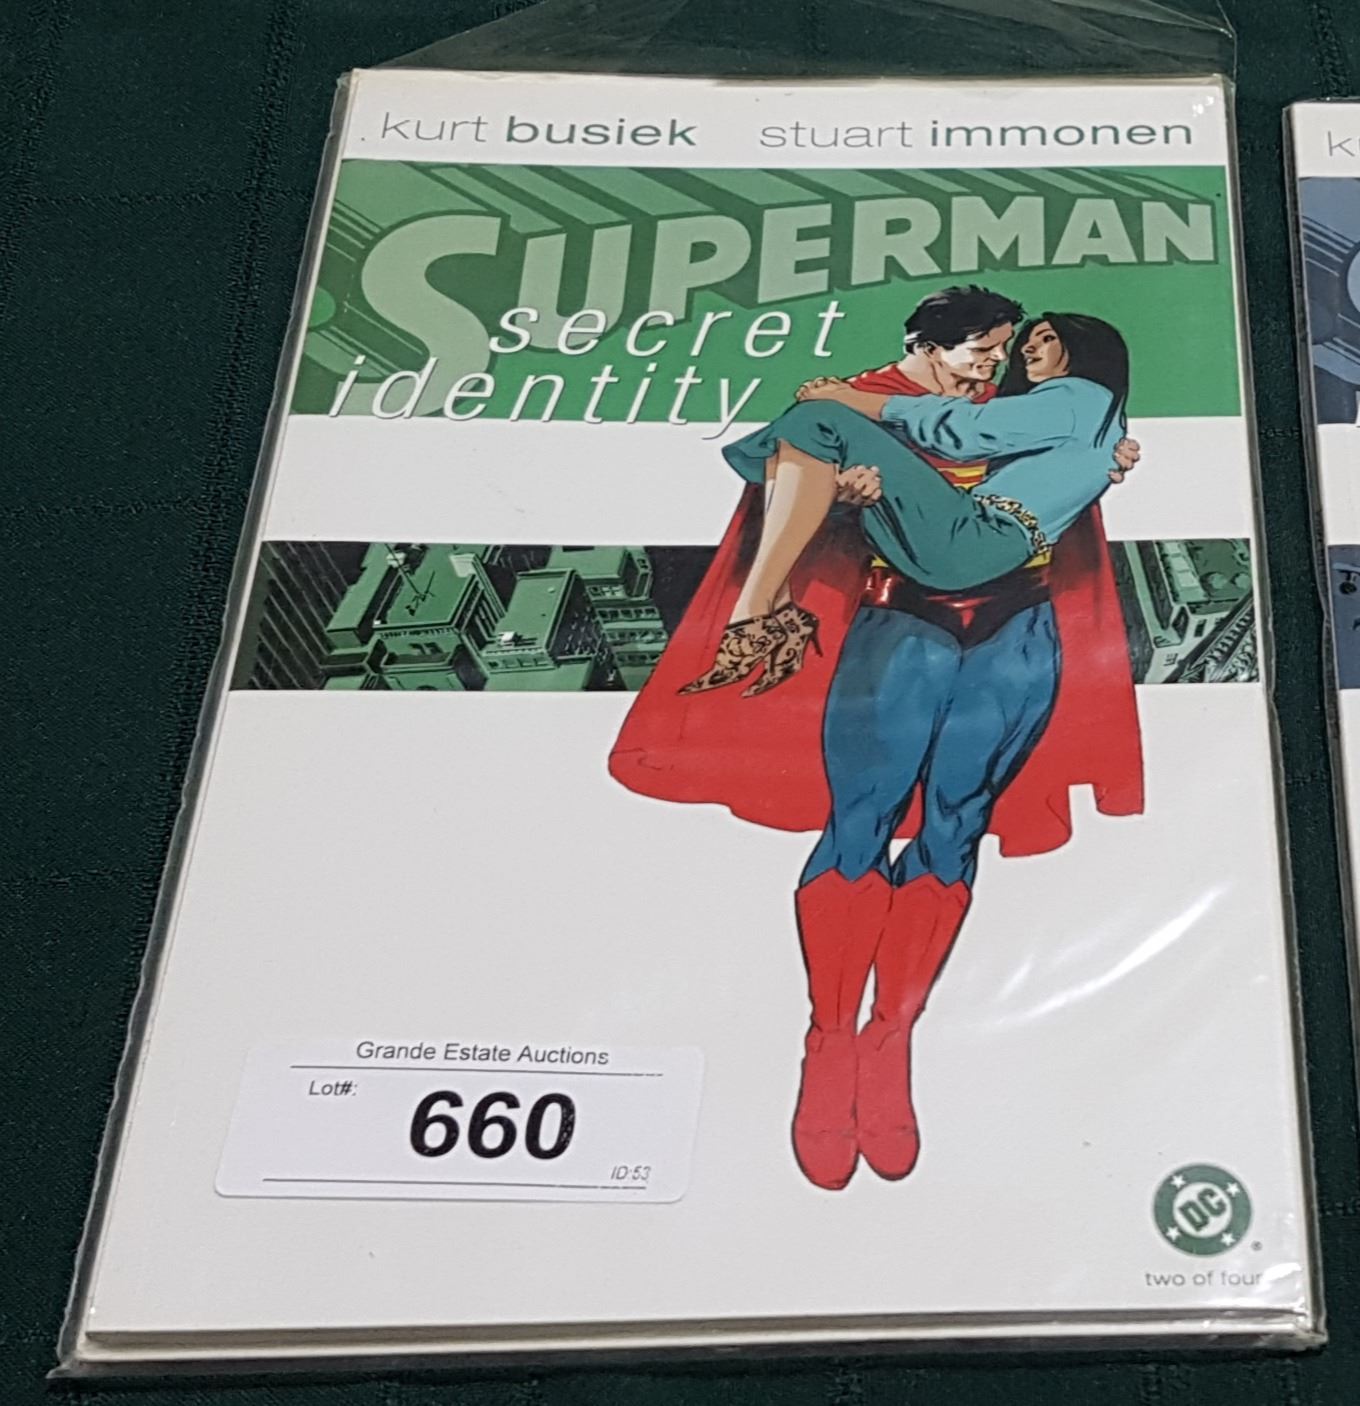 kurt busiek stuart immonen
SUPERMAN
secret
identity
Grande Estate Auctions
Lot#:
660
ID:53
DC
®
two of four